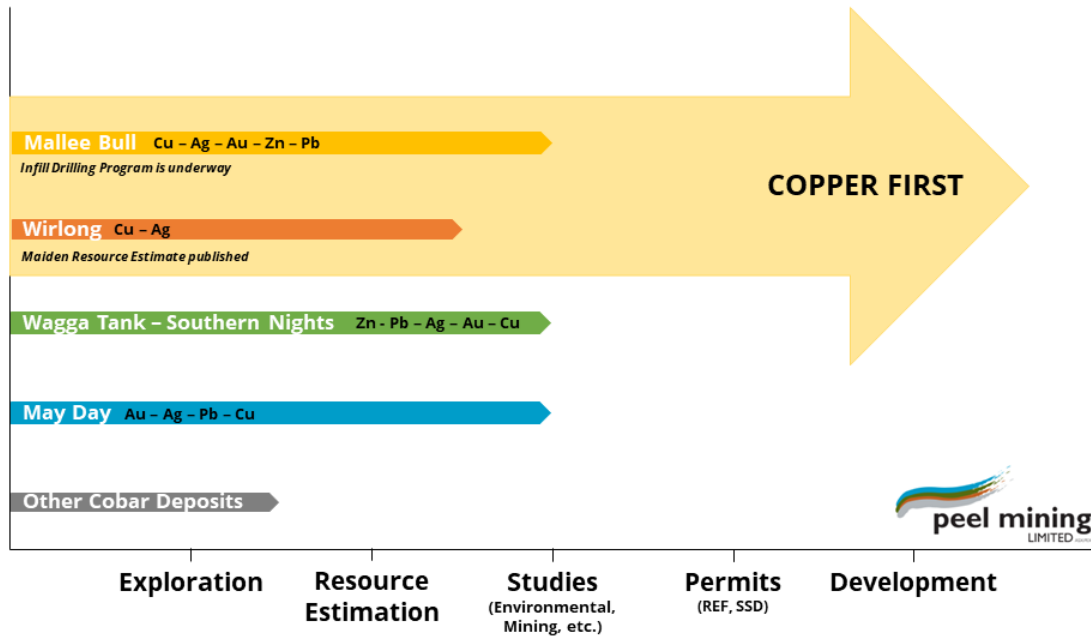 Mallee Bull Cu – Ag – Au – Zn – Pb
Infill Drilling Program is underway
COPPER FIRST
Wirlong Cu – Ag
Maiden Resource Estimate published
Wagga Tank – Southern Nights Zn - Pb – Ag – Au – Cu
May Day Au – Ag – Pb – Cu
Other Cobar Deposits
peel mining
LIMITED
Exploration
Resource
Estimation
Studies
(Environmental,
Mining, etc.)
Permits
(REF, SSD)
Development